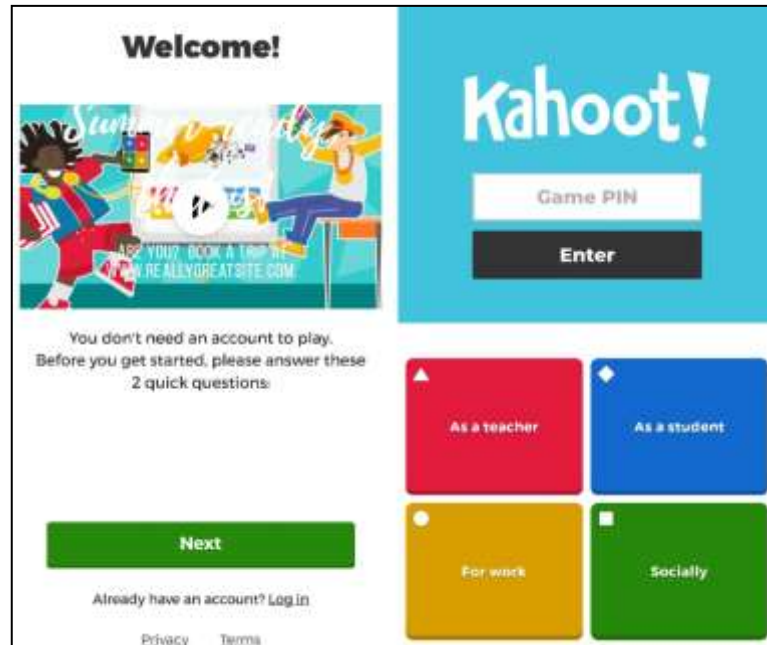 Welcome!
Summer ready
ARE YOU? BOOK A TRIP AT
WWW.REALLYGREATSITE.COM
You don't need an account to play.
Before you get started, please answer these
2 quick questions:
Next
Already have an account? Log in
Privacy Terms
Kahoot!
Game PIN
Enter
As a teacher
As a student
For work
Socially